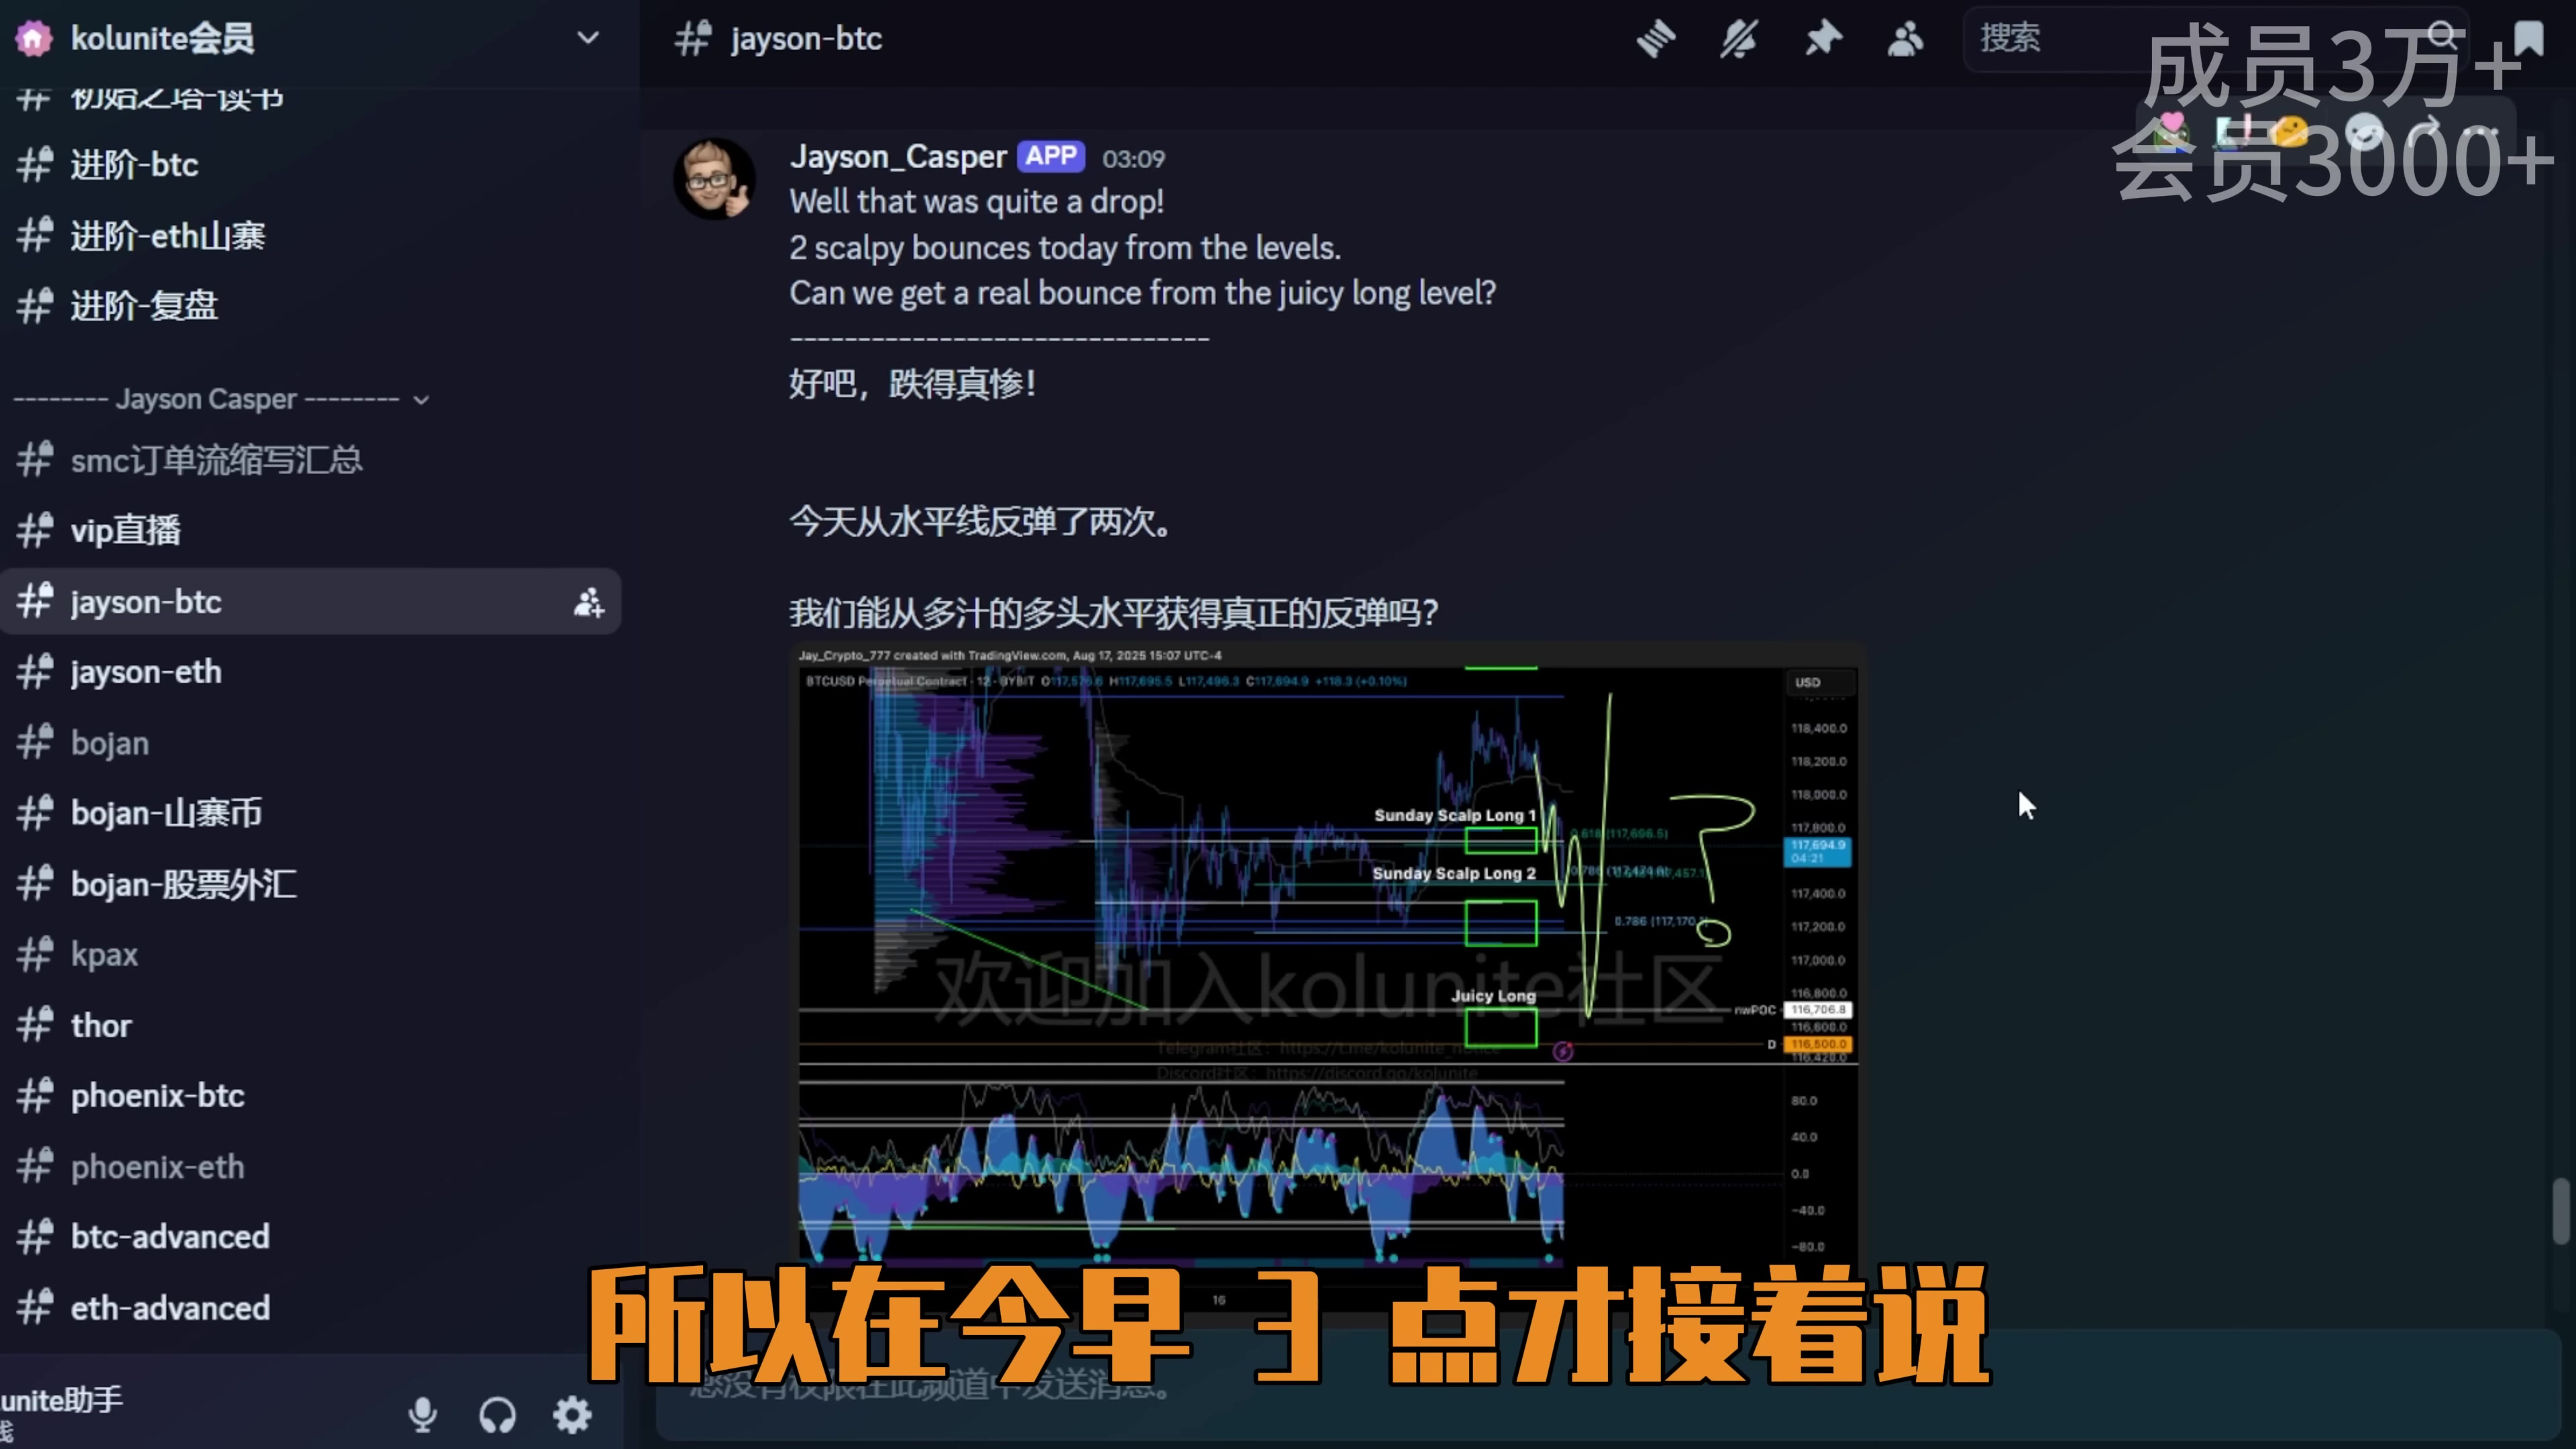 kolunite会员
初始之塔-读书
进阶-btc
进阶-eth山寨
进阶-复盘
-------- Jayson Casper --------
smc订单流缩写汇总
vip直播
jayson-btc
jayson-eth
bojan
bojan-山寨币
bojan-股票外汇
kpax
thor
phoenix-btc
phoenix-eth
btc-advanced
eth-advanced
unite助手
线
jayson-btc
搜索
成员3万+
会员3000+
Jayson_Casper APP 03:09
Well that was quite a drop!
2 scalpy bounces today from the levels.
Can we get a real bounce from the juicy long level?
-------------------------------
好吧，跌得真惨！
今天从水平线反弹了两次。
我们能从多汁的多头水平获得真正的反弹吗？
Jay_Crypto_777 created with TradingView.com, Aug 17, 2025 15:07 UTC-4
BTCUSD Perpetual Contract · 12 · BYBIT O117,576.6 H117,695.5 L117,496.3 C117,694.9 +118.3 (+0.10%)
USD
118,400.0
118,200.0
118,000.0
117,800.0
117,694.9
04:21
117,400.0
117,200.0
117,000.0
116,800.0
nwPOC 116,706.8
116,600.0
D 116,500.0
116,420.0
Sunday Scalp Long 1
0.618 (117,696.5)
Sunday Scalp Long 2
0.786 (117,170.1)
?
Juicy Long
欢迎加入kolunite社区
Telegram社区：https://t.me/kolunite_notice
Discord社区：https://discord.gg/kolunite
80.0
40.0
0.0
-40.0
-80.0
16
所以在今早 3 点才接着说
您没有权限在此频道中发送消息。